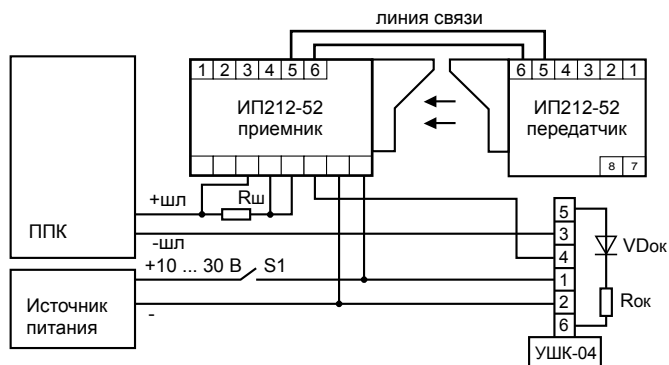 линия связи
1 2 3 4 5 6
6 5 4 3 2 1
ИП212-52
приемник
ИП212-52
передатчик
8 7
+шл
Rш
ППК
-шл
+10 ... 30 В S1
Источник
питания
-
5
3
4
1
2
6
VDок
Rок
УШК-04